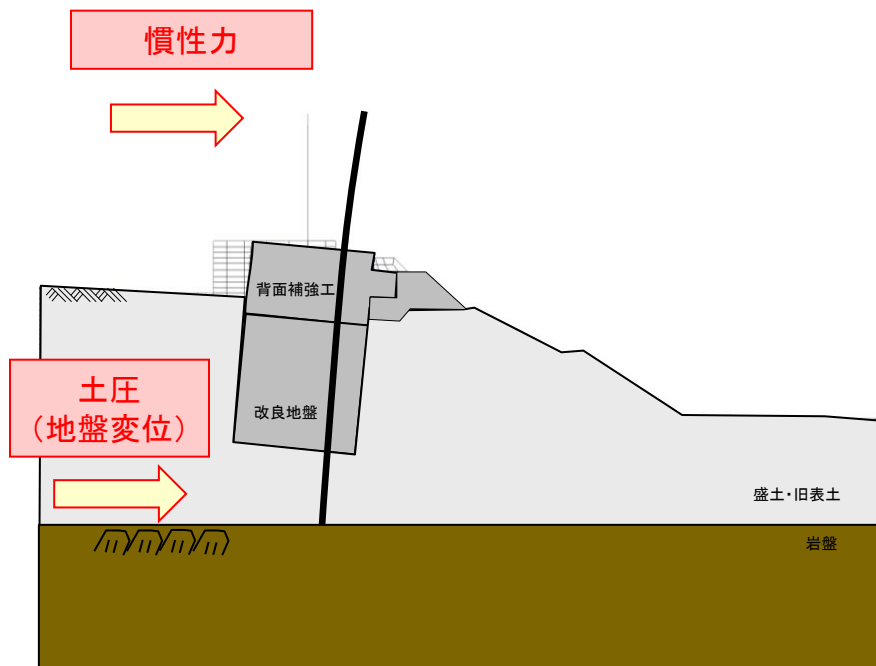 慣性力
背面補強工
土圧
（地盤変位）
改良地盤
盛土・旧表土
岩盤